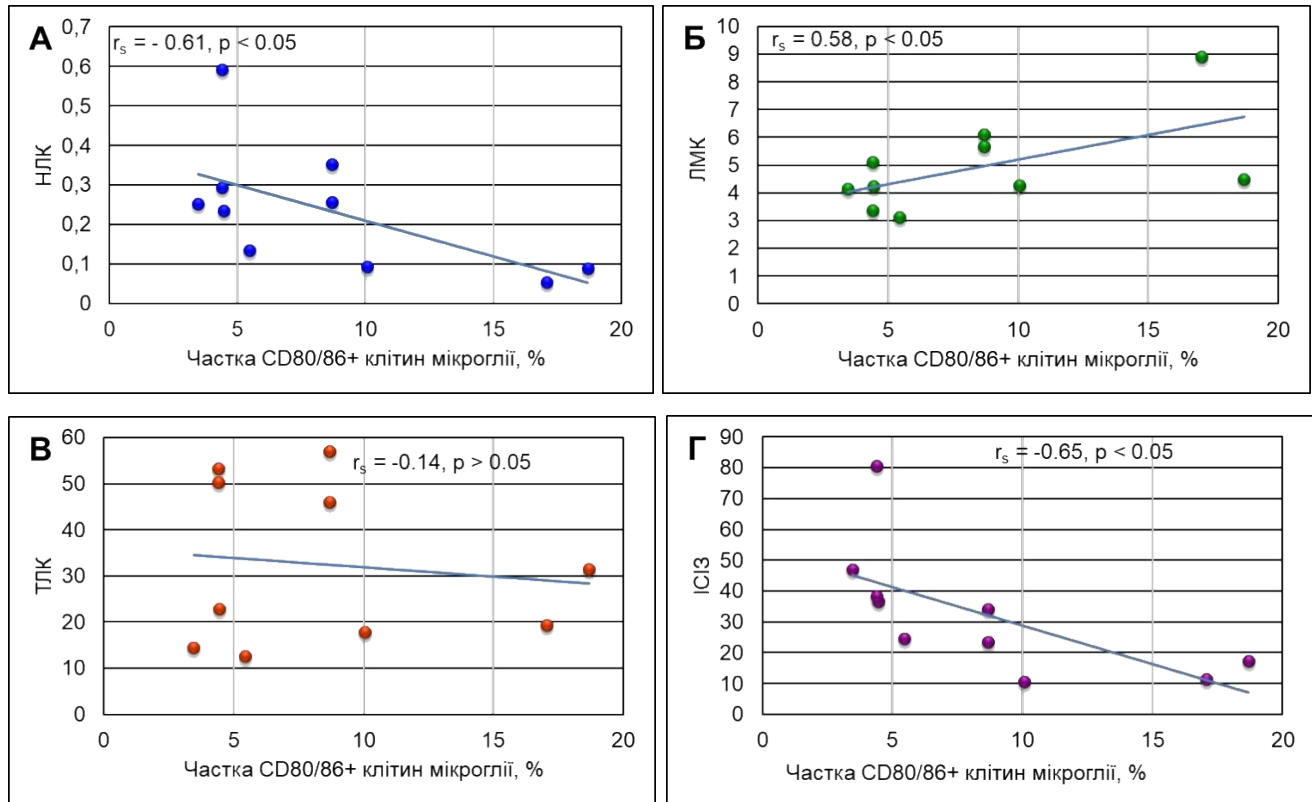 А
r_s = - 0.61, p < 0.05
НЛК
0,7
0,6
0,5
0,4
0,3
0,2
0,1
0
0 5 10 15 20
Частка CD80/86+ клітин мікроглії, %
Б
r_s = 0.58, p < 0.05
ЛМК
10
9
8
7
6
5
4
3
2
1
0
0 5 10 15 20
Частка CD80/86+ клітин мікроглії, %
В
r_s = -0.14, p > 0.05
ТЛК
60
50
40
30
20
10
0
0 5 10 15 20
Частка CD80/86+ клітин мікроглії, %
Г
r_s = -0.65, p < 0.05
ІСІЗ
90
80
70
60
50
40
30
20
10
0
0 5 10 15 20
Частка CD80/86+ клітин мікроглії, %